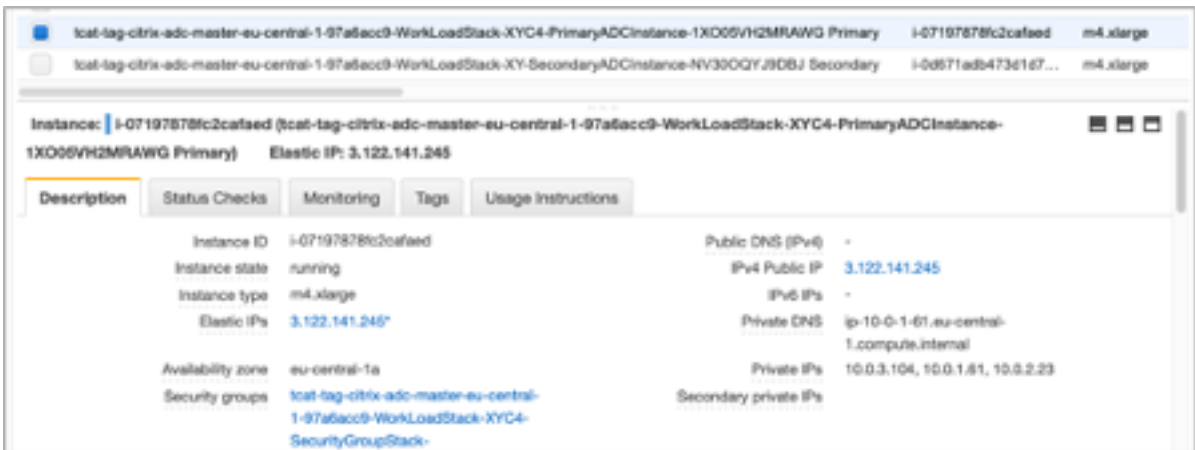 tcat-tag-citrix-adc-master-eu-central-1-97a6acc9-WorkLoadStack-XYC4-PrimaryADCInstance-1XO05VH2MRAWG Primary i-07197878fc2cafaed m4.xlarge
tcat-tag-citrix-adc-master-eu-central-1-97a6acc9-WorkLoadStack-XY-SecondaryADCInstance-NV30OQYJ9DBJ Secondary i-0d671adb473d1d7... m4.xlarge
Instance: i-07197878fc2cafaed (tcat-tag-citrix-adc-master-eu-central-1-97a6acc9-WorkLoadStack-XYC4-PrimaryADCInstance-
1XO05VH2MRAWG Primary) Elastic IP: 3.122.141.245
Description Status Checks Monitoring Tags Usage Instructions
Instance ID i-07197878fc2cafaed Public DNS (IPv4) -
Instance state running IPv4 Public IP 3.122.141.245
Instance type m4.xlarge IPv6 IPs -
Elastic IPs 3.122.141.245* Private DNS ip-10-0-1-61.eu-central-
1.compute.internal
Availability zone eu-central-1a Private IPs 10.0.3.104, 10.0.1.61, 10.0.2.23
Security groups tcat-tag-citrix-adc-master-eu-central- Secondary private IPs
1-97a6acc9-WorkLoadStack-XYC4-
SecurityGroupStack-